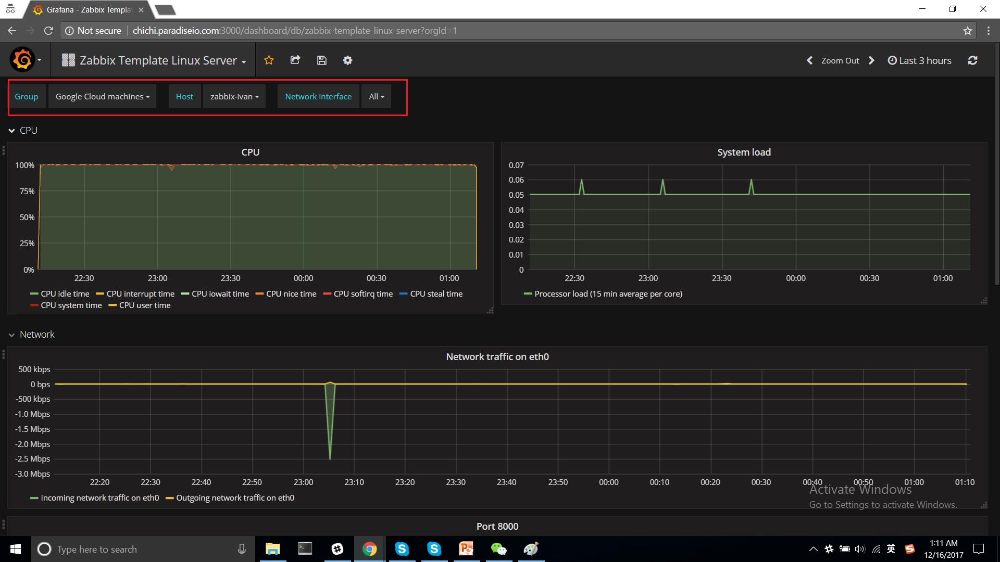 Grafana - Zabbix Templa
Not secure chichi.paradiseio.com:3000/dashboard/db/zabbix-template-linux-server?orgId=1
Zabbix Template Linux Server Zoom Out Last 3 hours
Group Google Cloud machines Host zabbix-ivan Network interface All
CPU
CPU
100%
75%
50%
25%
0%
22:30 23:00 23:30 00:00 00:30 01:00
CPU idle time CPU interrupt time CPU iowait time CPU nice time CPU softirq time CPU steal time
CPU system time CPU user time
System load
0.07
0.06
0.05
0.04
0.03
0.02
0.01
0
22:30 23:00 23:30 00:00 00:30 01:00
Processor load (15 min average per core)
Network
Network traffic on eth0
500 kbps
0 bps
-500 kbps
-1.0 Mbps
-1.5 Mbps
-2.0 Mbps
-2.5 Mbps
-3.0 Mbps
22:20 22:30 22:40 22:50 23:00 23:10 23:20 23:30 23:40 23:50 00:00 00:10 00:20 00:30 00:40 00:50 01:00 01:10
Incoming network traffic on eth0 Outgoing network traffic on eth0
Activate Windows
Go to Settings to activate Windows.
Port 8000
Type here to search
英
1:11 AM
12/16/2017